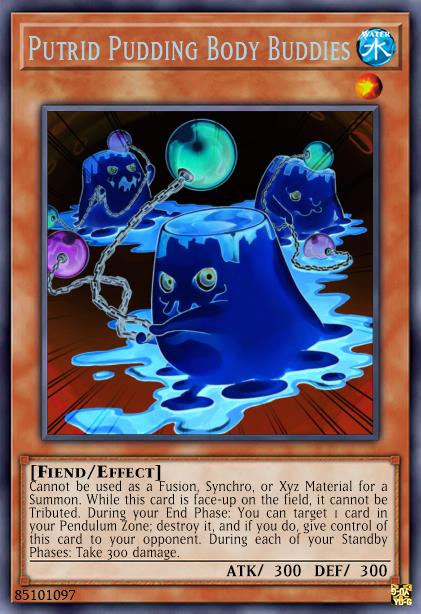 PUTRID PUDDING BODY BUDDIES
WATER
水
[FIEND/EFFECT]
Cannot be used as a Fusion, Synchro, or Xyz Material for a
Summon. While this card is face-up on the field, it cannot be
Tributed. During your End Phase: You can target 1 card in
your Pendulum Zone; destroy it, and if you do, give control of
this card to your opponent. During each of your Standby
Phases: Take 300 damage.
ATK/ 300 DEF/ 300
85101097